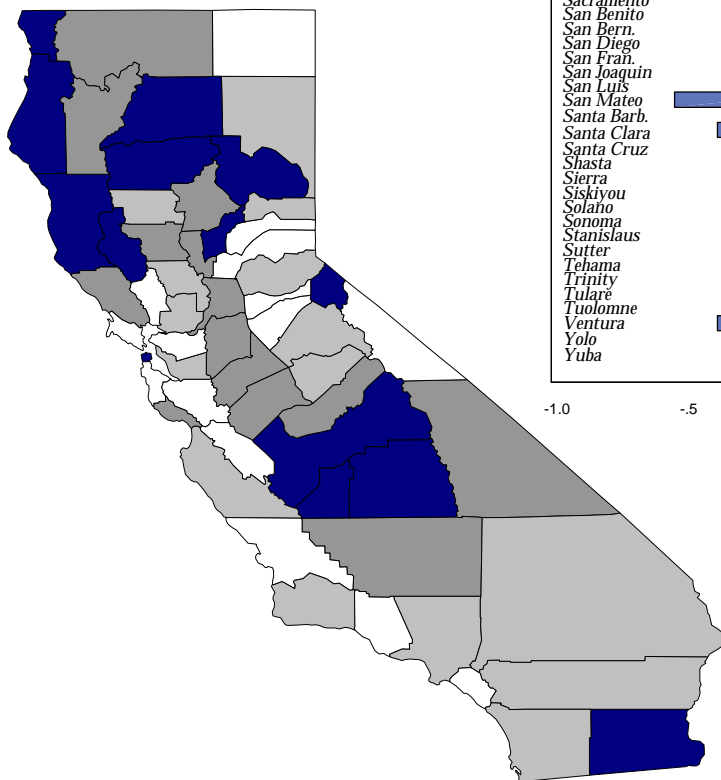 Sacramento
San Benito
San Bern.
San Diego
San Fran.
San Joaquin
San Luis
San Mateo
Santa Barb.
Santa Clara
Santa Cruz
Shasta
Sierra
Siskiyou
Solano
Sonoma
Stanislaus
Sutter
Tehama
Trinity
Tulare
Tuolomne
Ventura
Yolo
Yuba
-1.0 -.5